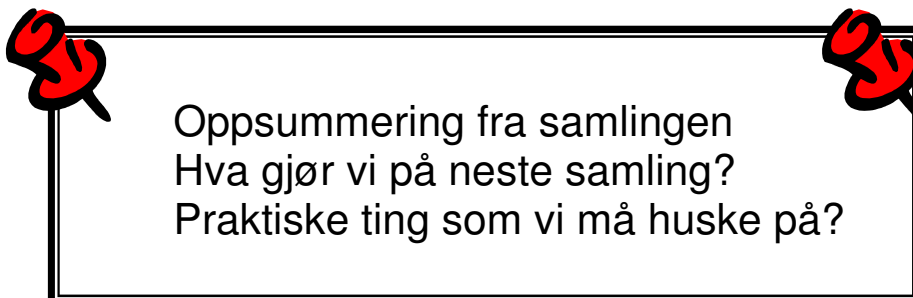 Oppsummering fra samlingen
Hva gjør vi på neste samling?
Praktiske ting som vi må huske på?